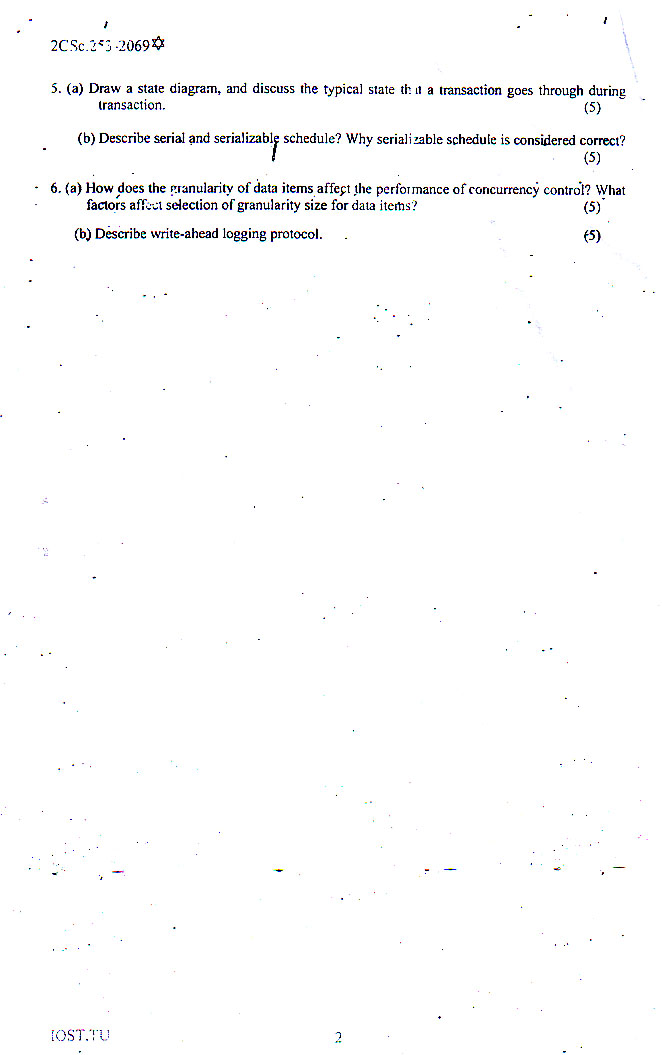 2CSc.253-2069✡
5. (a) Draw a state diagram, and discuss the typical state that a transaction goes through during
transaction. (5)
(b) Describe serial and serializable schedule? Why serializable schedule is considered correct?
(5)
6. (a) How does the granularity of data items affect the performance of concurrency control? What
factors affect selection of granularity size for data items? (5)
(b) Describe write-ahead logging protocol. (5)
IOST.TU 2